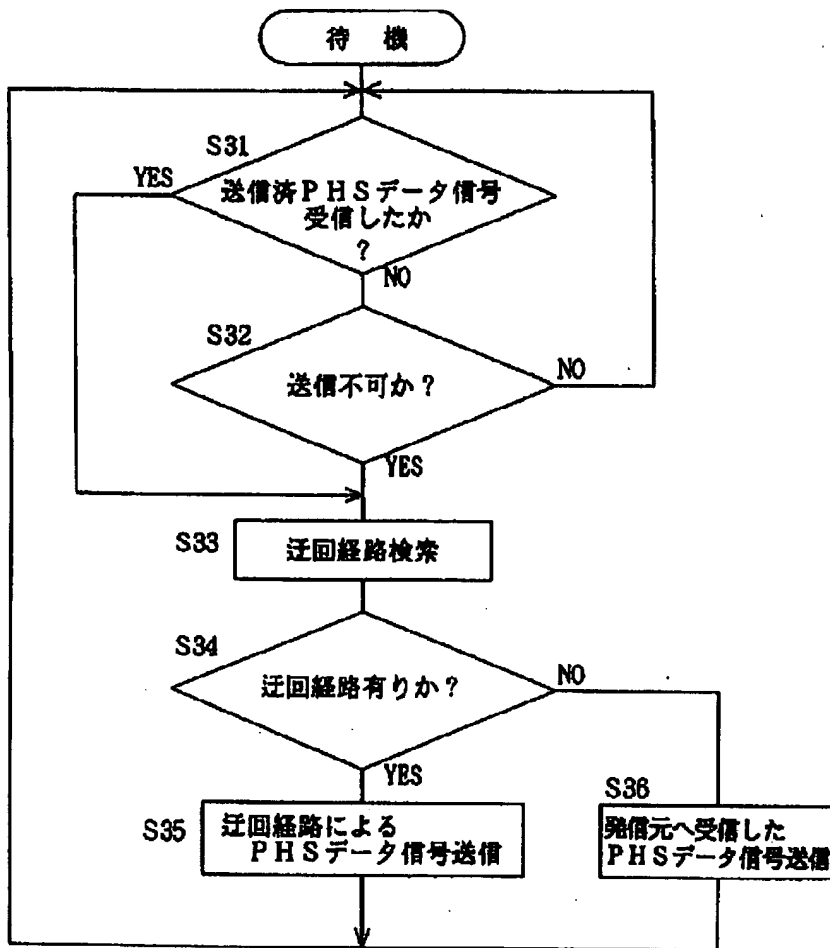 待 機
S31
YES
送信済PHSデータ信号
受信したか
?
NO
S32
送信不可か?
NO
YES
S33
迂回経路検索
S34
迂回経路有りか?
NO
YES
S35
迂回経路による
PHSデータ信号送信
S36
発信元へ受信した
PHSデータ信号送信